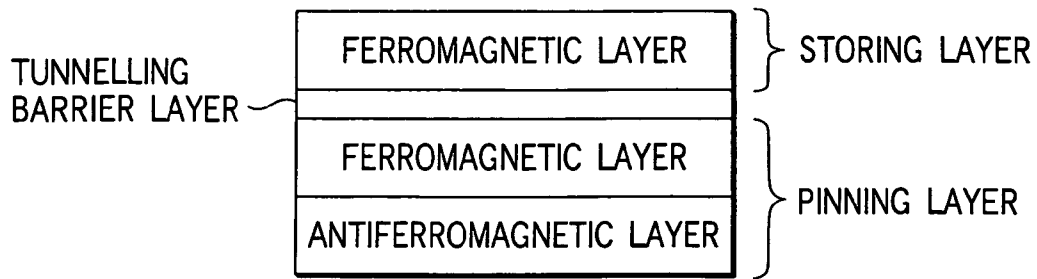 FERROMAGNETIC LAYER
STORING LAYER
TUNNELLING
BARRIER LAYER
FERROMAGNETIC LAYER
PINNING LAYER
ANTIFERROMAGNETIC LAYER